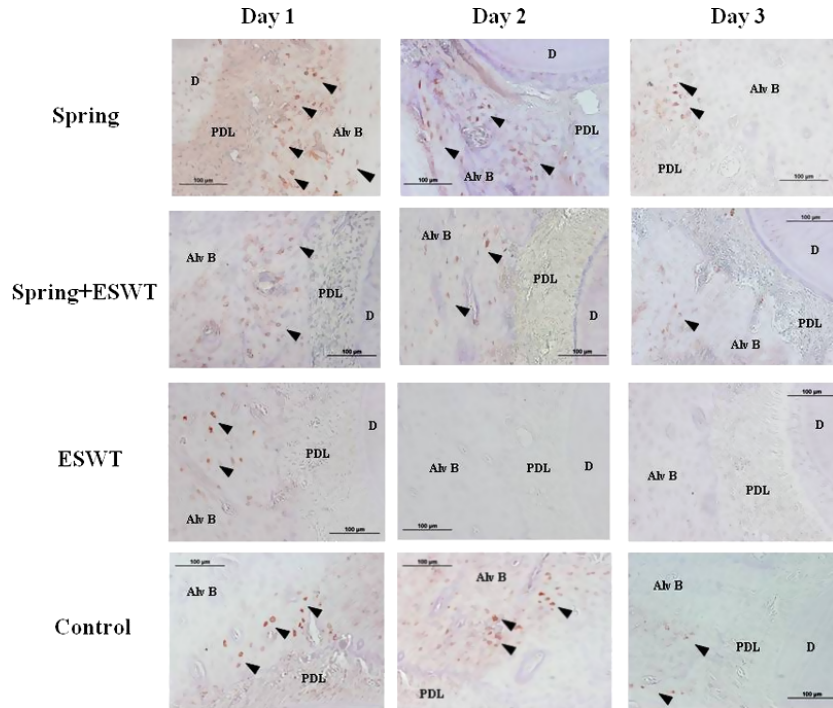 Day 1 Day 2 Day 3
Spring
D PDL Alv B 100 µm
D PDL Alv B 100 µm
Alv B PDL 100 µm
Spring+ESWT
Alv B PDL D 100 µm
Alv B PDL D 100 µm
100 µm D PDL Alv B
ESWT
D PDL Alv B 100 µm
Alv B PDL D 100 µm
100 µm D Alv B PDL
Control
100 µm Alv B PDL
100 µm Alv B PDL
Alv B PDL D 100 µm